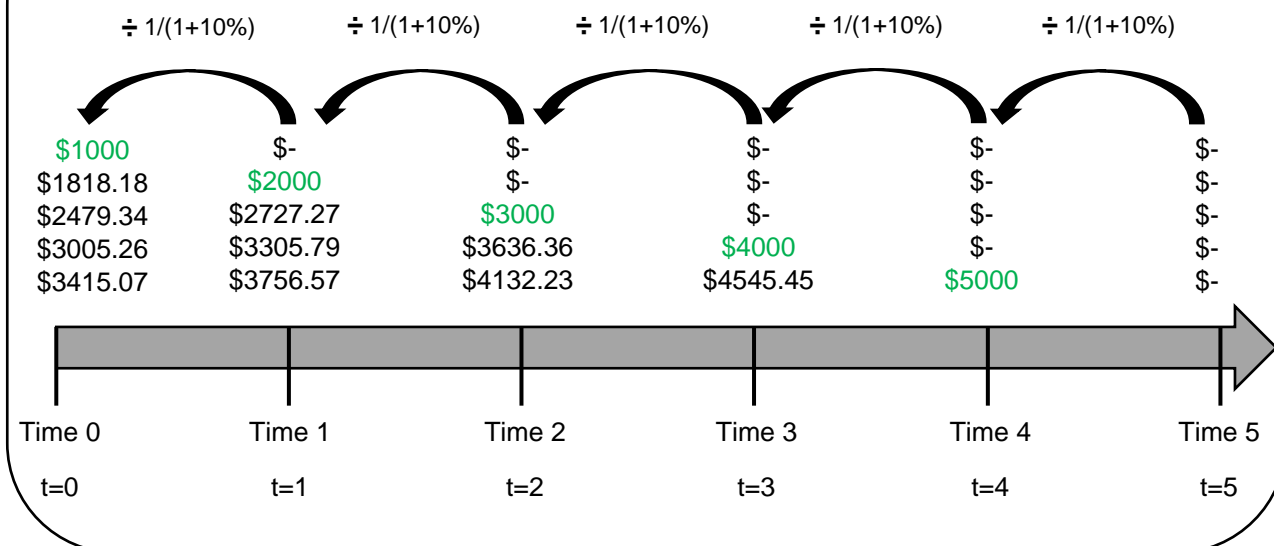 ÷ 1/(1+10%) ÷ 1/(1+10%) ÷ 1/(1+10%) ÷ 1/(1+10%) ÷ 1/(1+10%)
$1000 $- $- $- $- $-
$1818.18 $2000 $- $- $- $-
$2479.34 $2727.27 $3000 $- $- $-
$3005.26 $3305.79 $3636.36 $4000 $- $-
$3415.07 $3756.57 $4132.23 $4545.45 $5000 $-
Time 0 Time 1 Time 2 Time 3 Time 4 Time 5
t=0 t=1 t=2 t=3 t=4 t=5